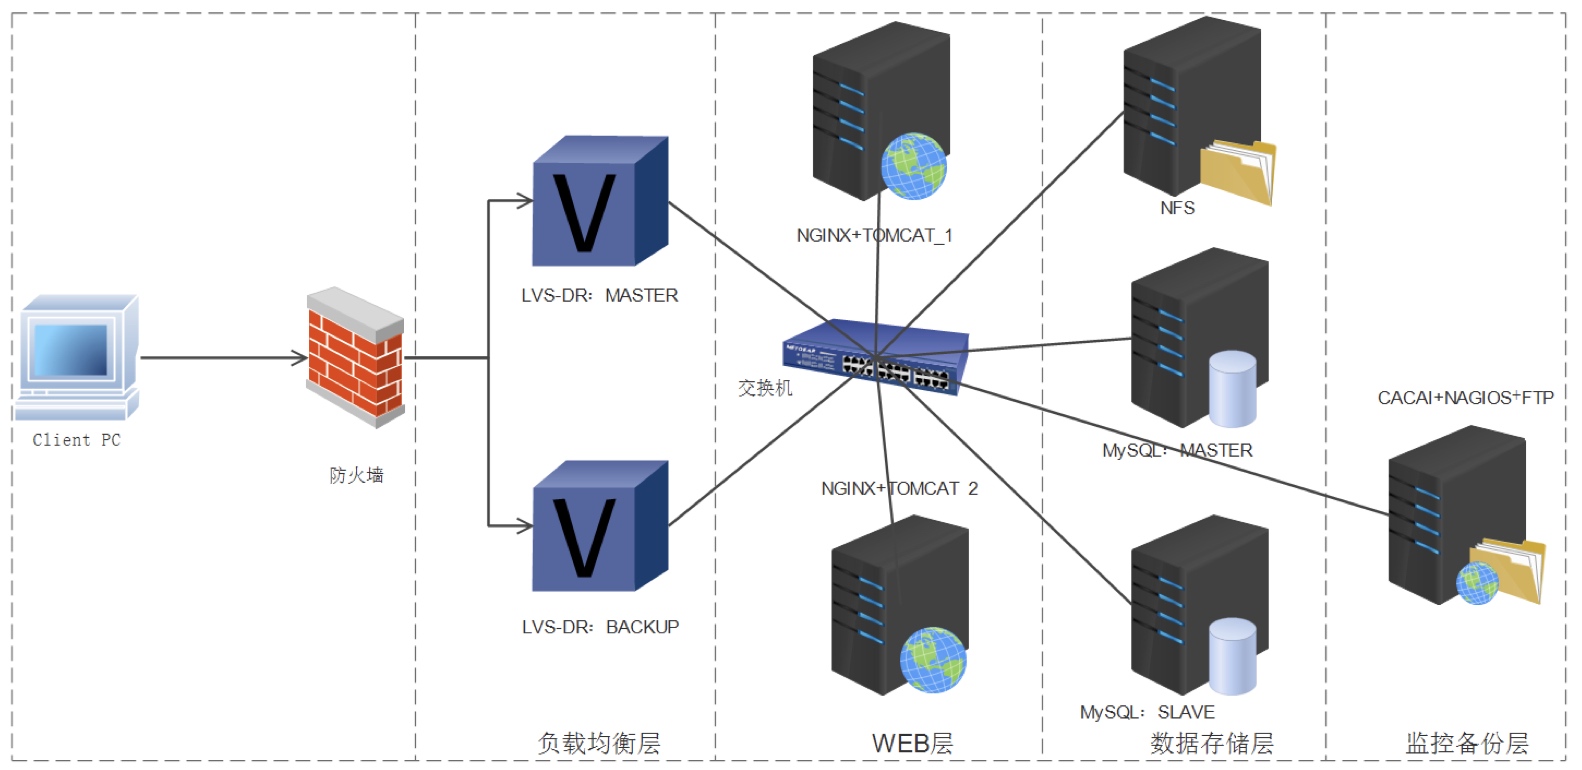 Client PC
防火墙
LVS-DR：MASTER
LVS-DR：BACKUP
负载均衡层
NGINX+TOMCAT_1
NETGEAR
交换机
NGINX+TOMCAT 2
WEB层
NFS
MySQL：MASTER
MySQL：SLAVE
数据存储层
CACAI+NAGIOS+FTP
监控备份层